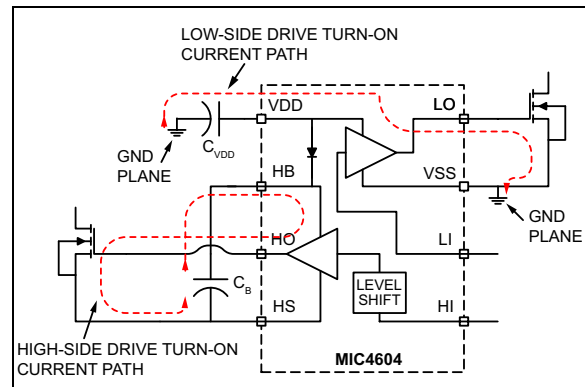 LOW-SIDE DRIVE TURN-ON
CURRENT PATH
VDD
LO
GND
PLANE
CVDD
VSS
HB
GND
PLANE
HO
LI
CB
LEVEL
SHIFT
HS
HI
HIGH-SIDE DRIVE TURN-ON
CURRENT PATH
MIC4604